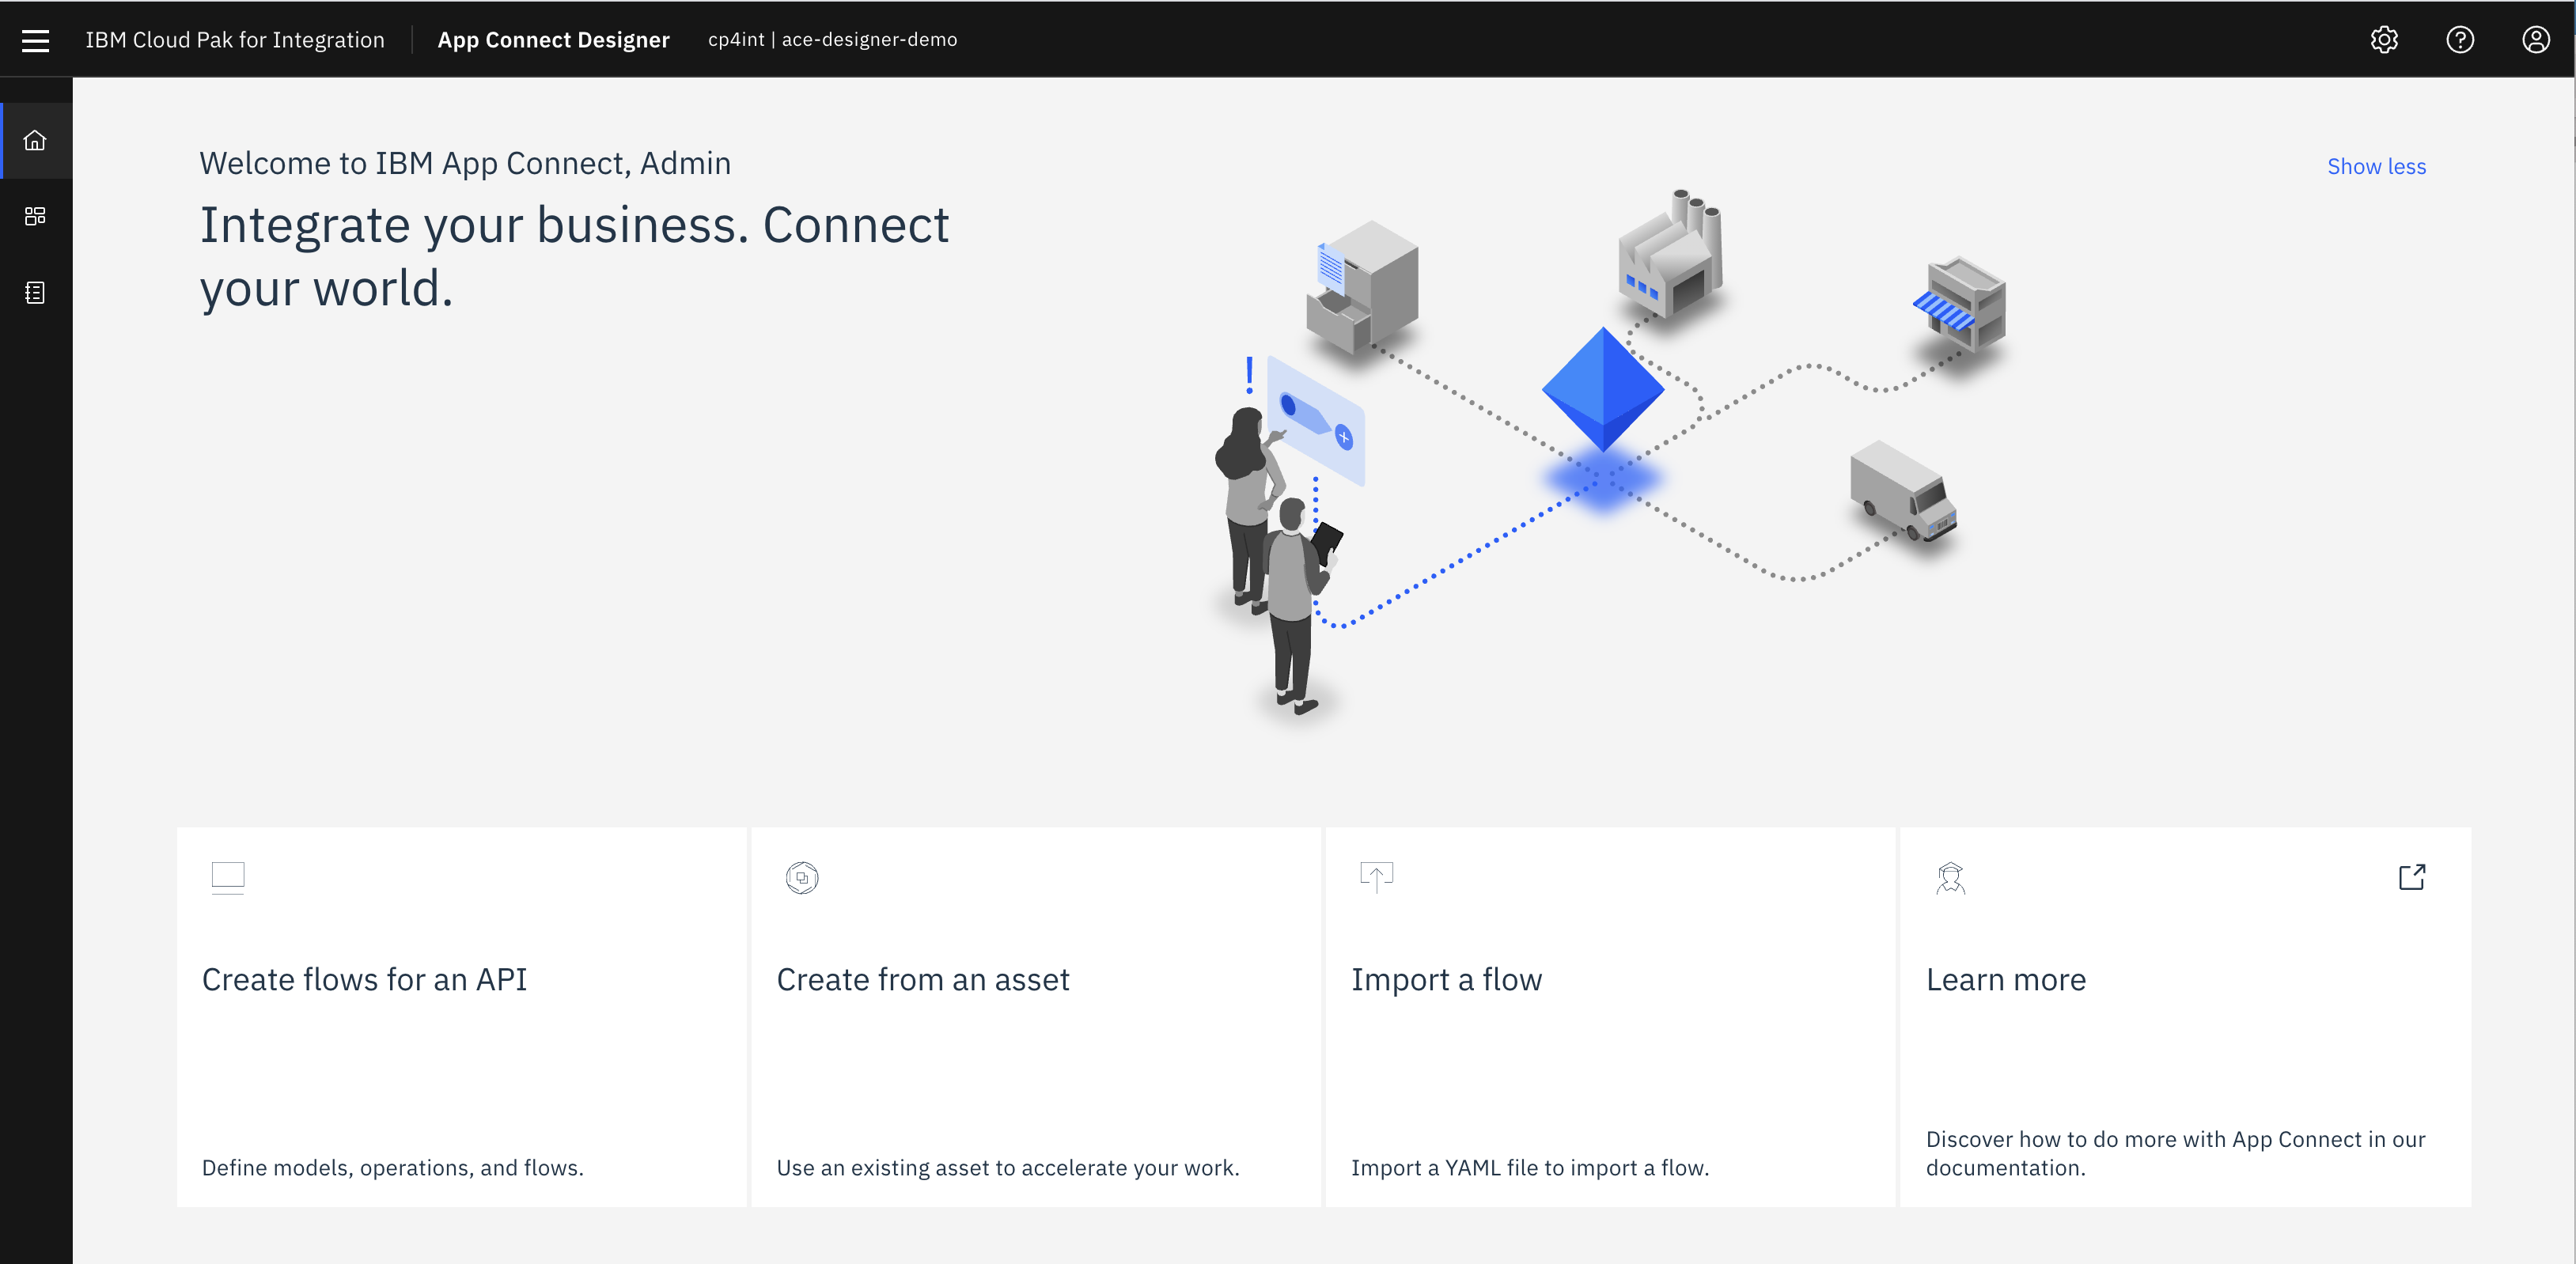 IBM Cloud Pak for Integration
App Connect Designer
cp4int | ace-designer-demo
Welcome to IBM App Connect, Admin
Show less
Integrate your business. Connect
your world.
!
Create flows for an API
Define models, operations, and flows.
Create from an asset
Use an existing asset to accelerate your work.
Import a flow
Import a YAML file to import a flow.
Learn more
Discover how to do more with App Connect in our
documentation.